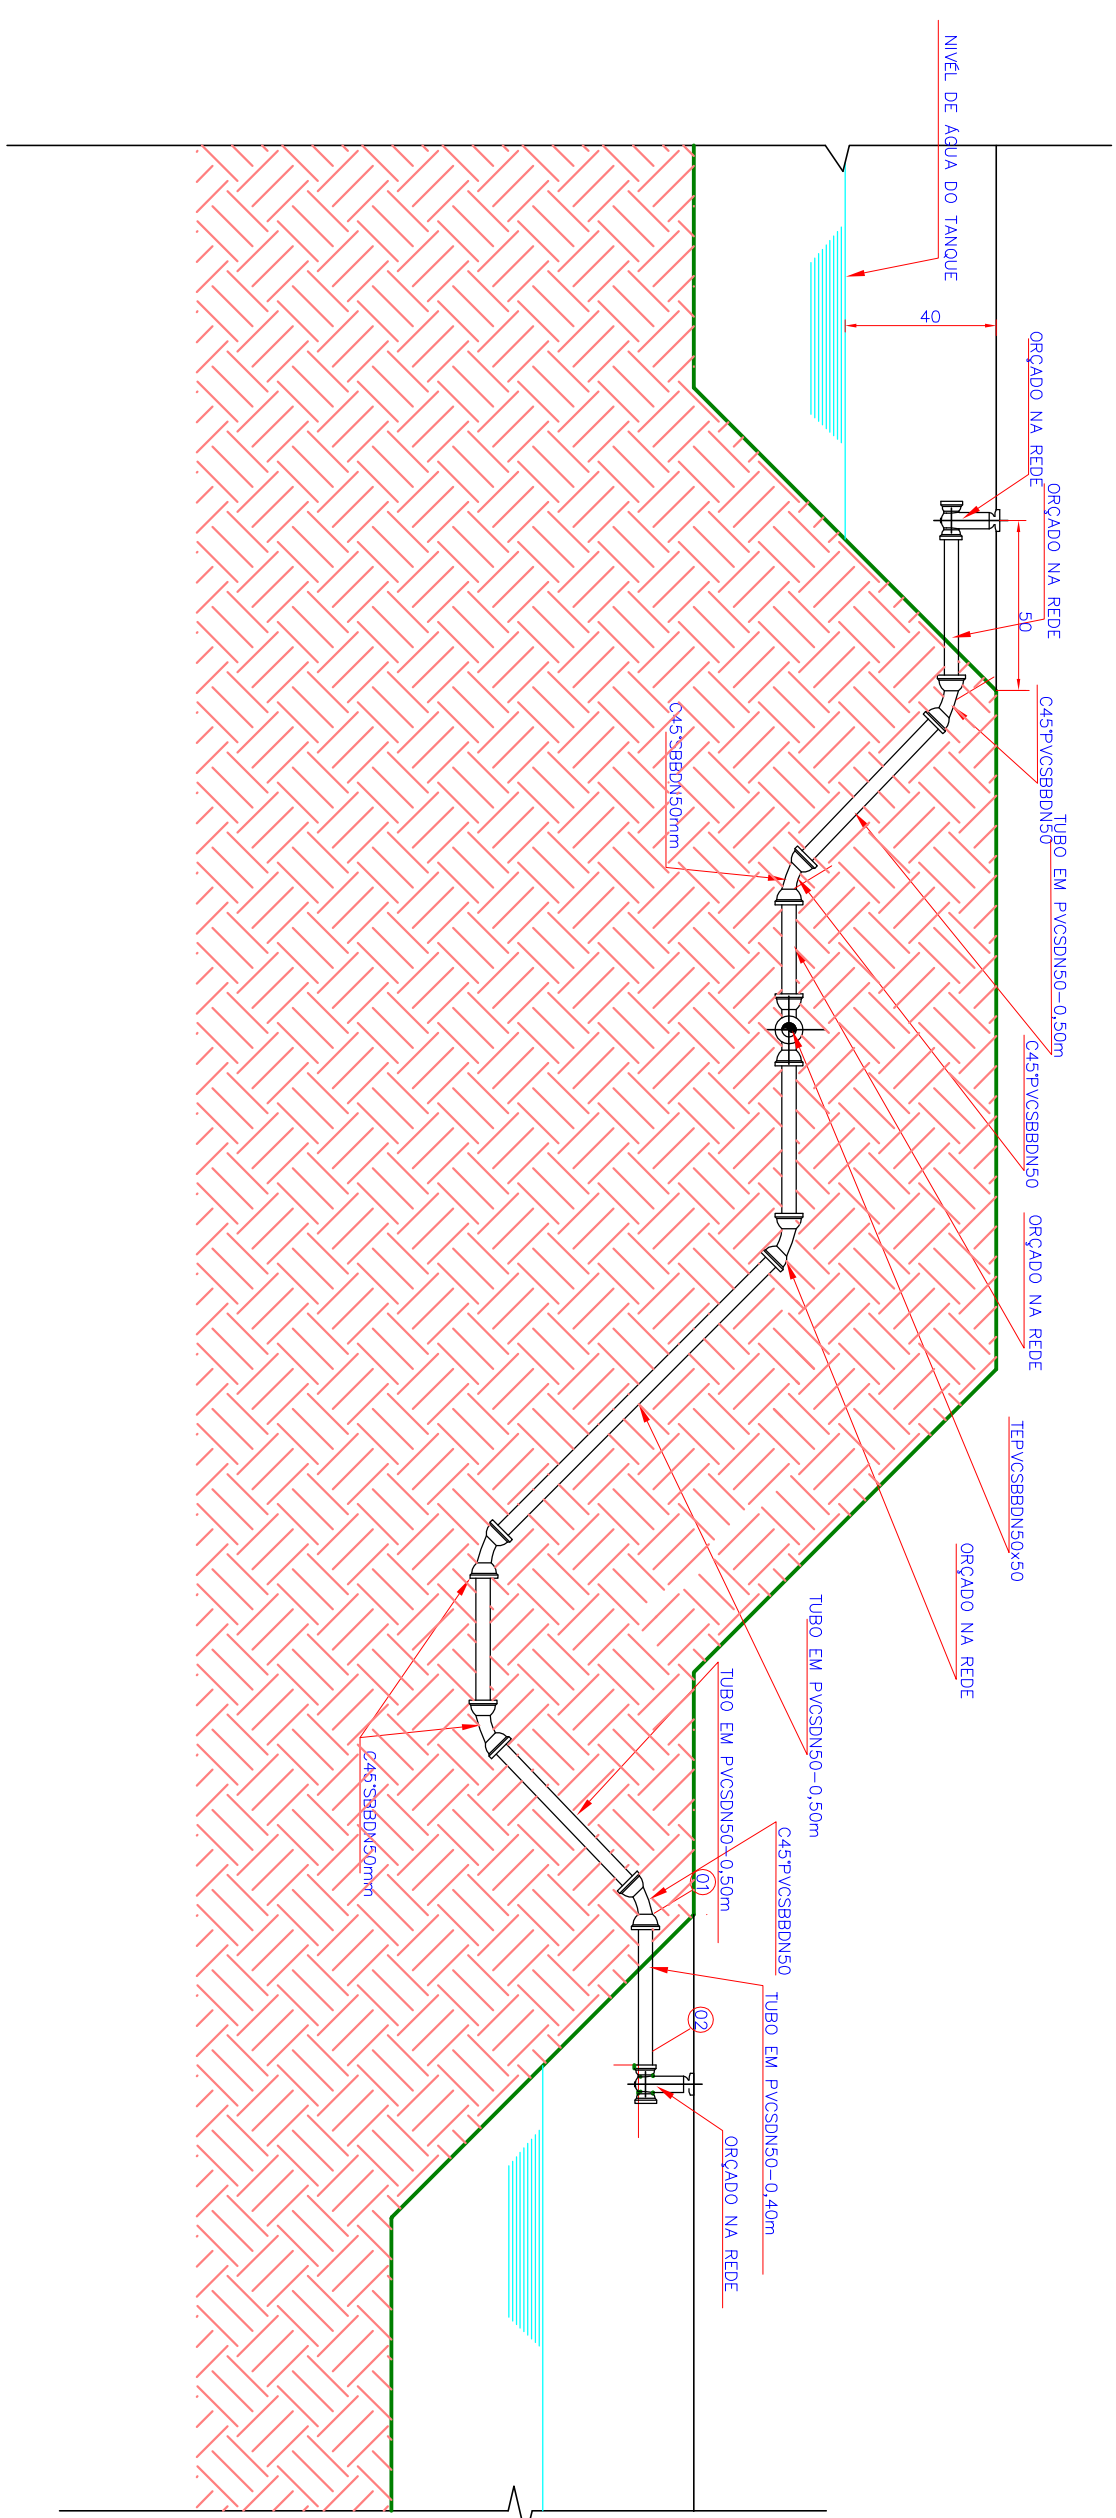 NIVÉL DE ÁGUA DO TANQUE
40
ORÇADO NA REDE
ORÇADO NA REDE
50
C45°PVCSBBDN50
C45°SBBDN50mm
TUBO EM PVCSDN50-0,50m
C45°PVCSBBDN50
ORÇADO NA REDE
TEPVCSBBDN50x50
ORÇADO NA REDE
TUBO EM PVCSDN50-0,50m
TUBO EM PVCSDN50-0,50m
C45°SBBDN50mm
C45°PVCSBBDN50
01
TUBO EM PVCSDN50-0,40m
02
ORÇADO NA REDE